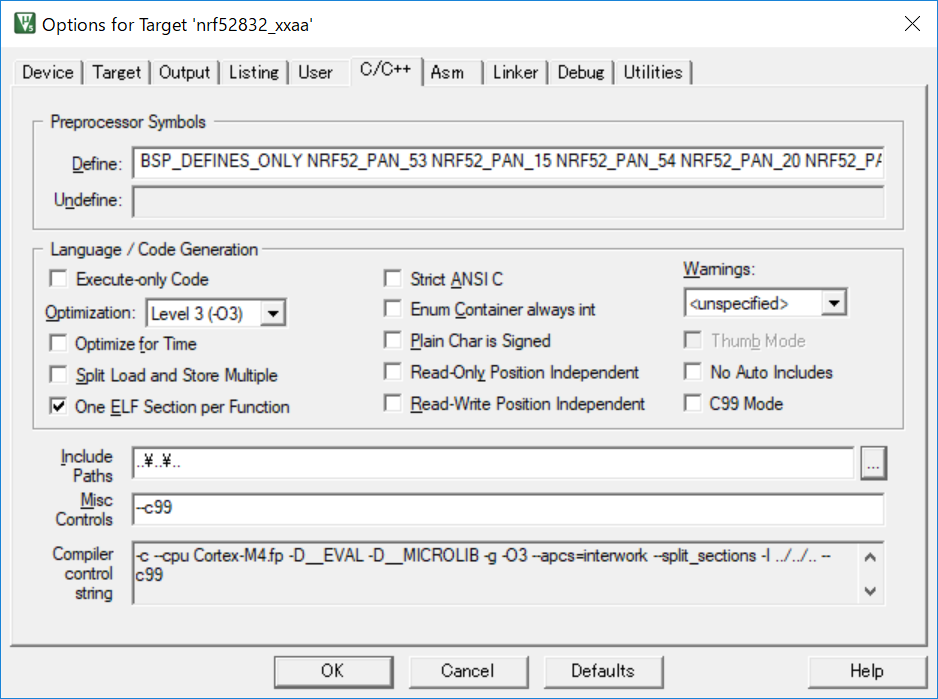 Options for Target 'nrf52832_xxaa'
Device Target Output Listing User C/C++ Asm Linker Debug Utilities
Preprocessor Symbols
Define: BSP_DEFINES_ONLY NRF52_PAN_53 NRF52_PAN_15 NRF52_PAN_54 NRF52_PAN_20 NRF52_PA
Undefine:
Language / Code Generation
Execute-only Code
Optimization: Level 3 (-O3)
Optimize for Time
Split Load and Store Multiple
One ELF Section per Function
Strict ANSI C
Enum Container always int
Plain Char is Signed
Read-Only Position Independent
Read-Write Position Independent
Warnings:
<unspecified>
Thumb Mode
No Auto Includes
C99 Mode
Include
Paths
..¥..¥..
...
Misc
Controls
--c99
Compiler
control
string
-c --cpu Cortex-M4.fp -D__EVAL -D__MICROLIB -g -O3 --apcs=interwork --split_sections -I ../../.. --
c99
OK Cancel Defaults Help